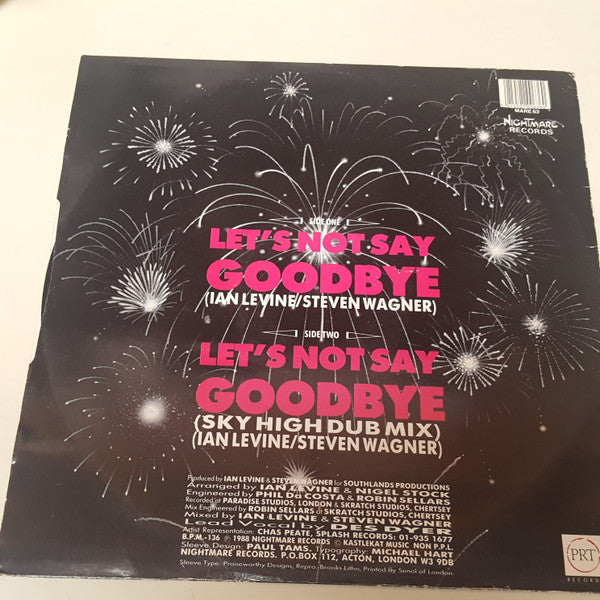 MARE 63
NIGHTMARE
RECORDS
SIDE ONE
LET'S NOT SAY
GOODBYE
(IAN LEVINE/STEVEN WAGNER)
SIDE TWO
LET'S NOT SAY
GOODBYE
(SKY HIGH DUB MIX)
(IAN LEVINE/STEVEN WAGNER)
Produced by IAN LEVINE & STEVEN WAGNER for SOUTHLANDS PRODUCTIONS
Arranged by IAN LEVINE & NIGEL STOCK
Engineered by PHIL Da COSTA & ROBIN SELLARS
Recorded at PARADISE STUDIOS, LONDON & SKRATCH STUDIOS, CHERTSEY
Mix Engineered by ROBIN SELLARS at SKRATCH STUDIOS, CHERTSEY
Mixed by IAN LEVINE & STEVEN WAGNER
Lead Vocal by DES DYER
Artist Representation: CHAS PEATE, SPLASH RECORDS: 01-935 1677
B.P.M.-136 ℗ 1988 NIGHTMARE RECORDS © KASTLEKAT MUSIC NON P.P.L
Sleeve Design: PAUL TAMS. Typography: MICHAEL HART
NIGHTMARE RECORDS. P.O.BOX 112, ACTON, LONDON W3 9DB
Sleeve Type: Praseworthy Designs, Repro: Brooks Litho, Printed By Senol of London.
PRT
RECORDS